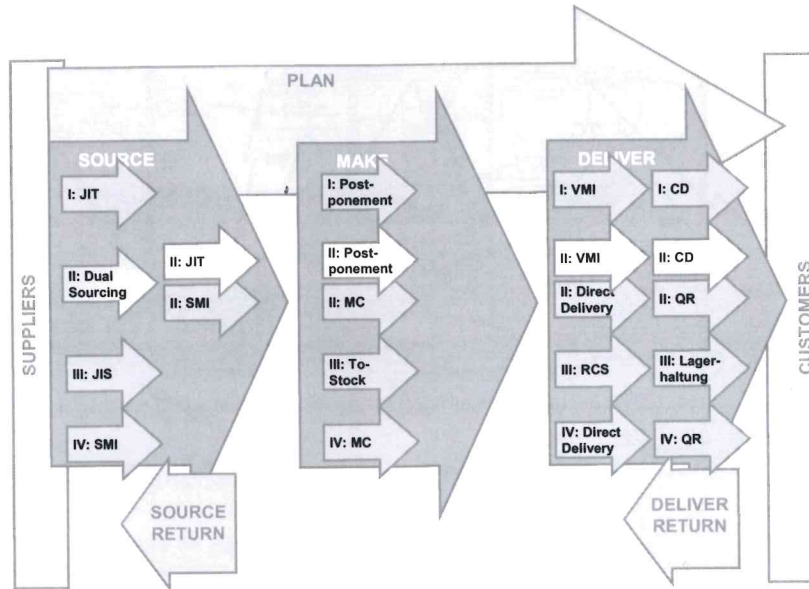 PLAN
SUPPLIERS
SOURCE
I: JIT
II: Dual
Sourcing
II: JIT
II: SMI
III: JIS
IV: SMI
SOURCE
RETURN
MAKE
I: Post-
ponement
II: Post-
ponement
II: MC
III: To-
Stock
IV: MC
DELIVER
I: VMI
I: CD
II: VMI
II: CD
II: Direct
Delivery
II: QR
III: RCS
III: Lager-
haltung
IV: Direct
Delivery
IV: QR
DELIVER
RETURN
CUSTOMERS